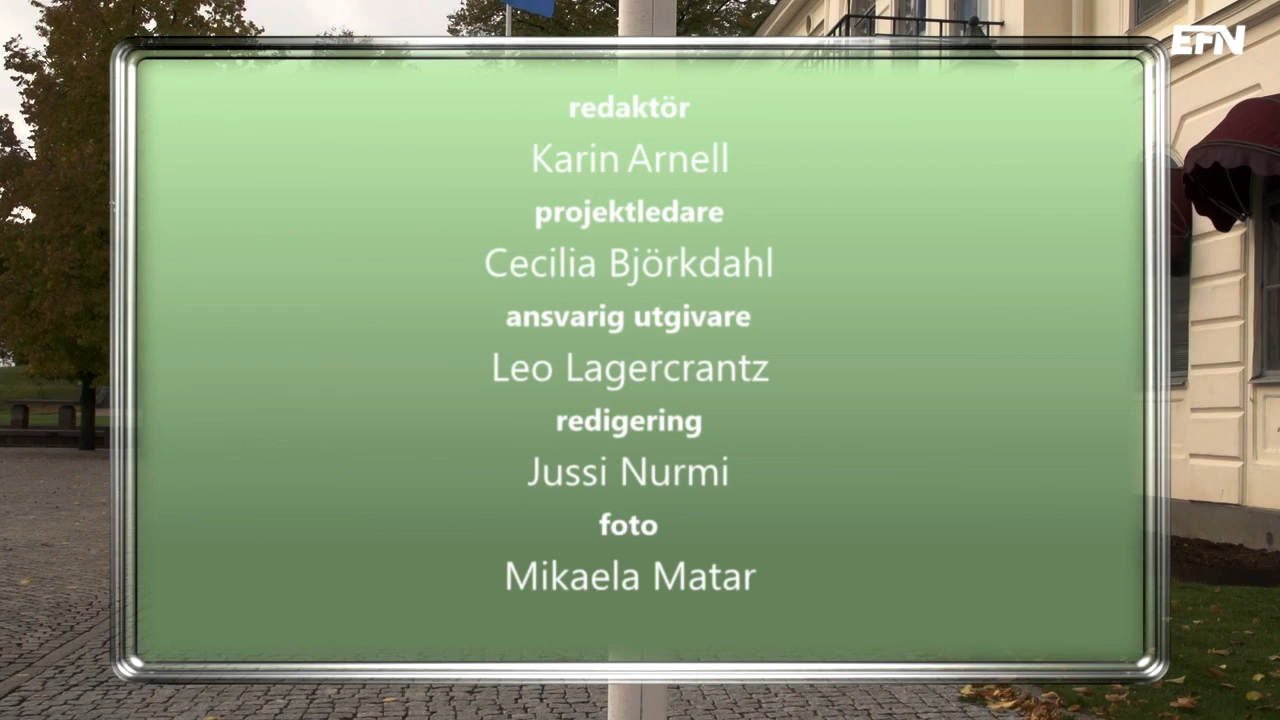 EFN
redaktör
Karin Arnell
projektledare
Cecilia Björkdahl
ansvarig utgivare
Leo Lagercrantz
redigering
Jussi Nurmi
foto
Mikaela Matar